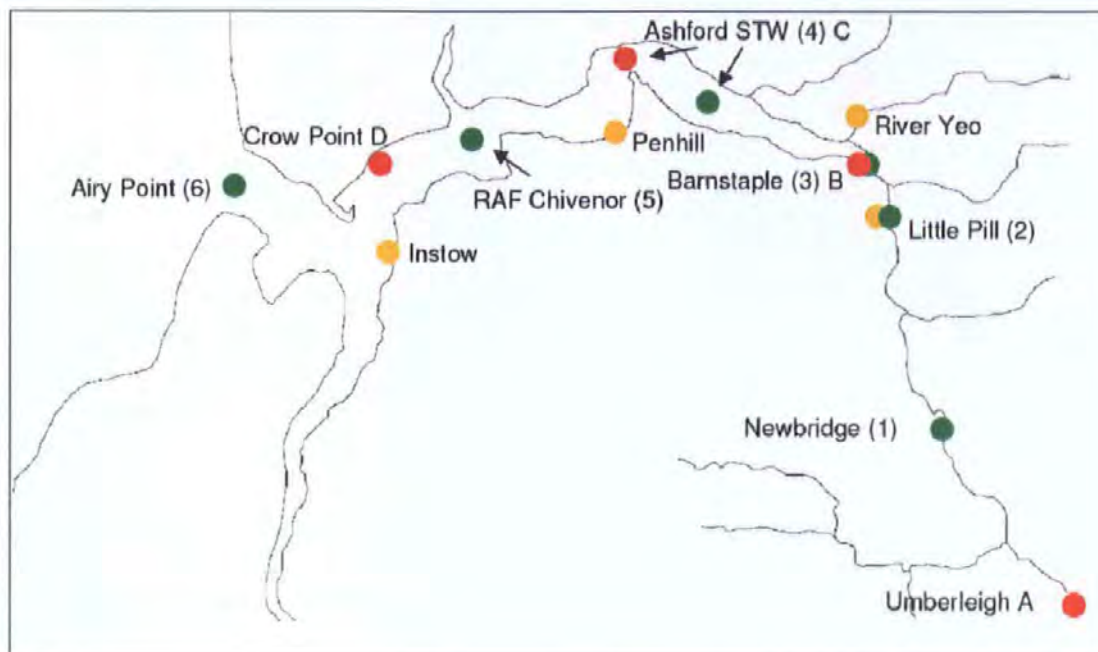 Ashford STW (4) C
River Yeo
Crow Point D
Penhill
Barnstaple (3) B
Airy Point (6)
RAF Chivenor (5)
Little Pill (2)
Instow
Newbridge (1)
Umberleigh A